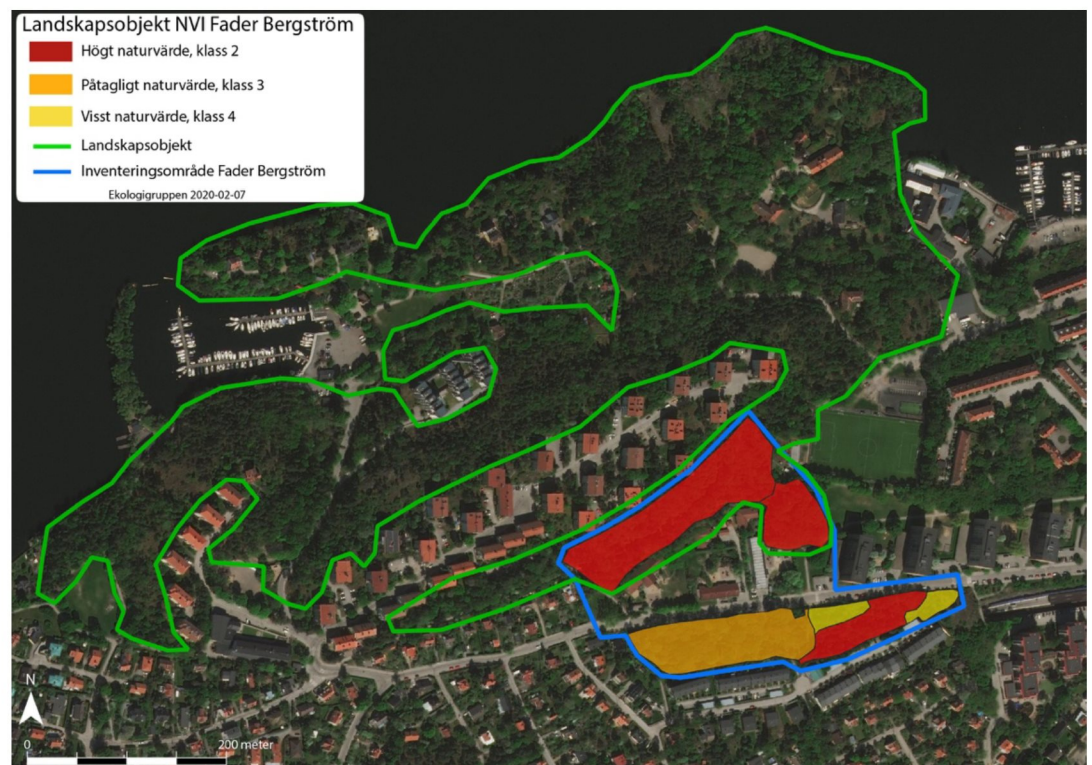 Landskapsobjekt NVI Fader Bergström
Högt naturvärde, klass 2
Påtagligt naturvärde, klass 3
Visst naturvärde, klass 4
Landskapsobjekt
Inventeringsområde Fader Bergström
Ekologigruppen 2020-02-07
N
0 200 meter